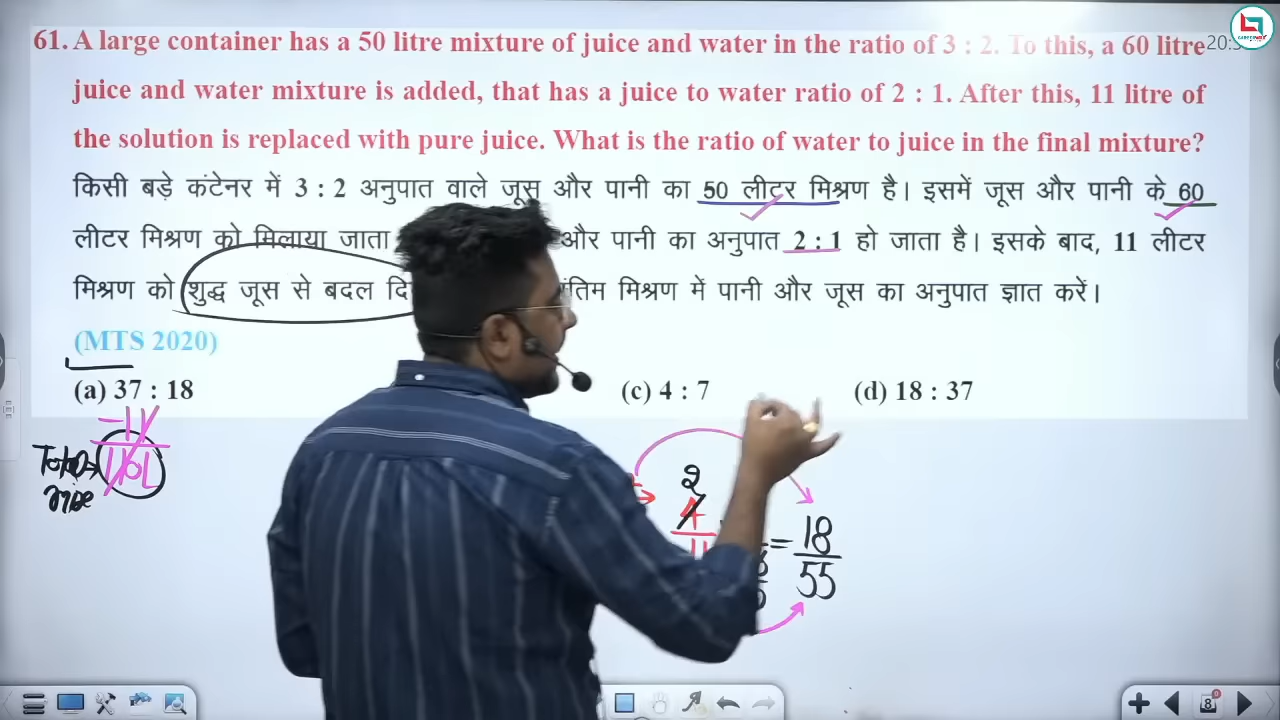 61. A large container has a 50 litre mixture of juice and water in the ratio of 3 : 2. To this, a 60 litre
juice and water mixture is added, that has a juice to water ratio of 2 : 1. After this, 11 litre of
the solution is replaced with pure juice. What is the ratio of water to juice in the final mixture?
किसी बड़े कंटेनर में 3 : 2 अनुपात वाले जूस और पानी का 50 लीटर मिश्रण है। इसमें जूस और पानी के 60
लीटर मिश्रण को मिलाया जाता और पानी का अनुपात 2 : 1 हो जाता है। इसके बाद, 11 लीटर
मिश्रण को शुद्ध जूस से बदल मिश्रण में पानी और जूस का अनुपात ज्ञात करें।
(MTS 2020)
(a) 37 : 18 (c) 4 : 7 (d) 18 : 37
2
4
= 18
55